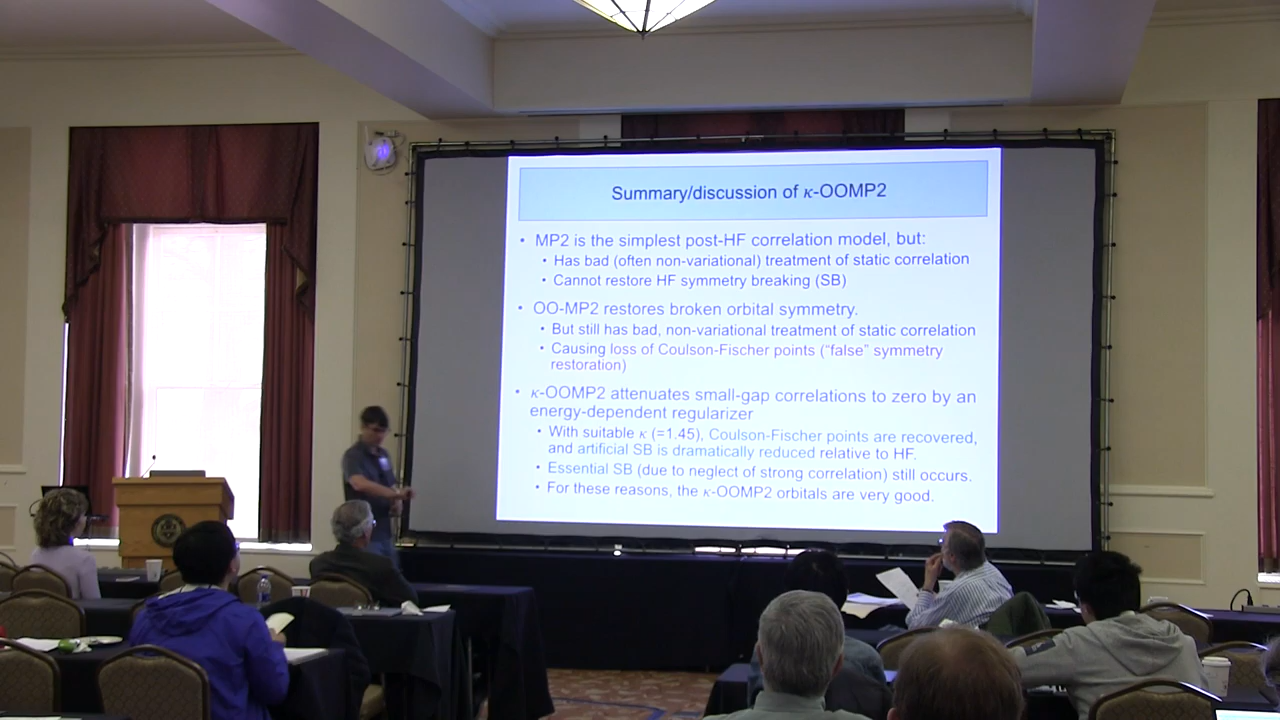 Summary/discussion of κ-OOMP2
• MP2 is the simplest post-HF correlation model, but:
• Has bad (often non-variational) treatment of static correlation
• Cannot restore HF symmetry breaking (SB)
• OO-MP2 restores broken orbital symmetry.
• But still has bad, non-variational treatment of static correlation
• Causing loss of Coulson-Fischer points ("false" symmetry
restoration)
• κ-OOMP2 attenuates small-gap correlations to zero by an
energy-dependent regularizer
• With suitable κ (=1.45), Coulson-Fischer points are recovered,
and artificial SB is dramatically reduced relative to HF.
• Essential SB (due to neglect of strong correlation) still occurs.
• For these reasons, the κ-OOMP2 orbitals are very good.